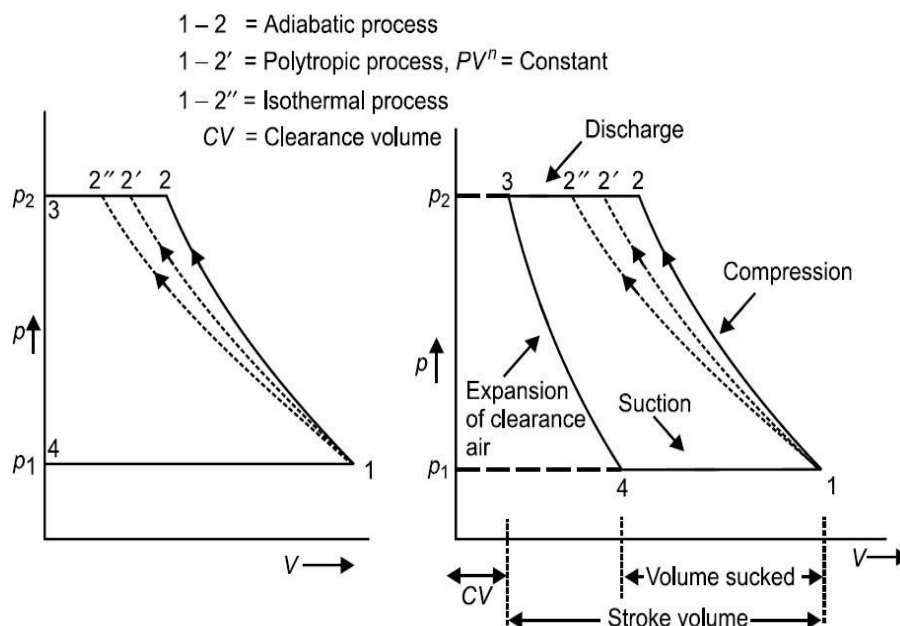 1 – 2 = Adiabatic process
1 – 2′ = Polytropic process, PVⁿ = Constant
1 – 2″ = Isothermal process
CV = Clearance volume
p₂
3
2″ 2′ 2
p
p₁
4
1
V
Discharge
p₂
3
2″ 2′ 2
Compression
p
Expansion
of clearance
air
Suction
p₁
4
1
V
CV
Volume sucked
Stroke volume